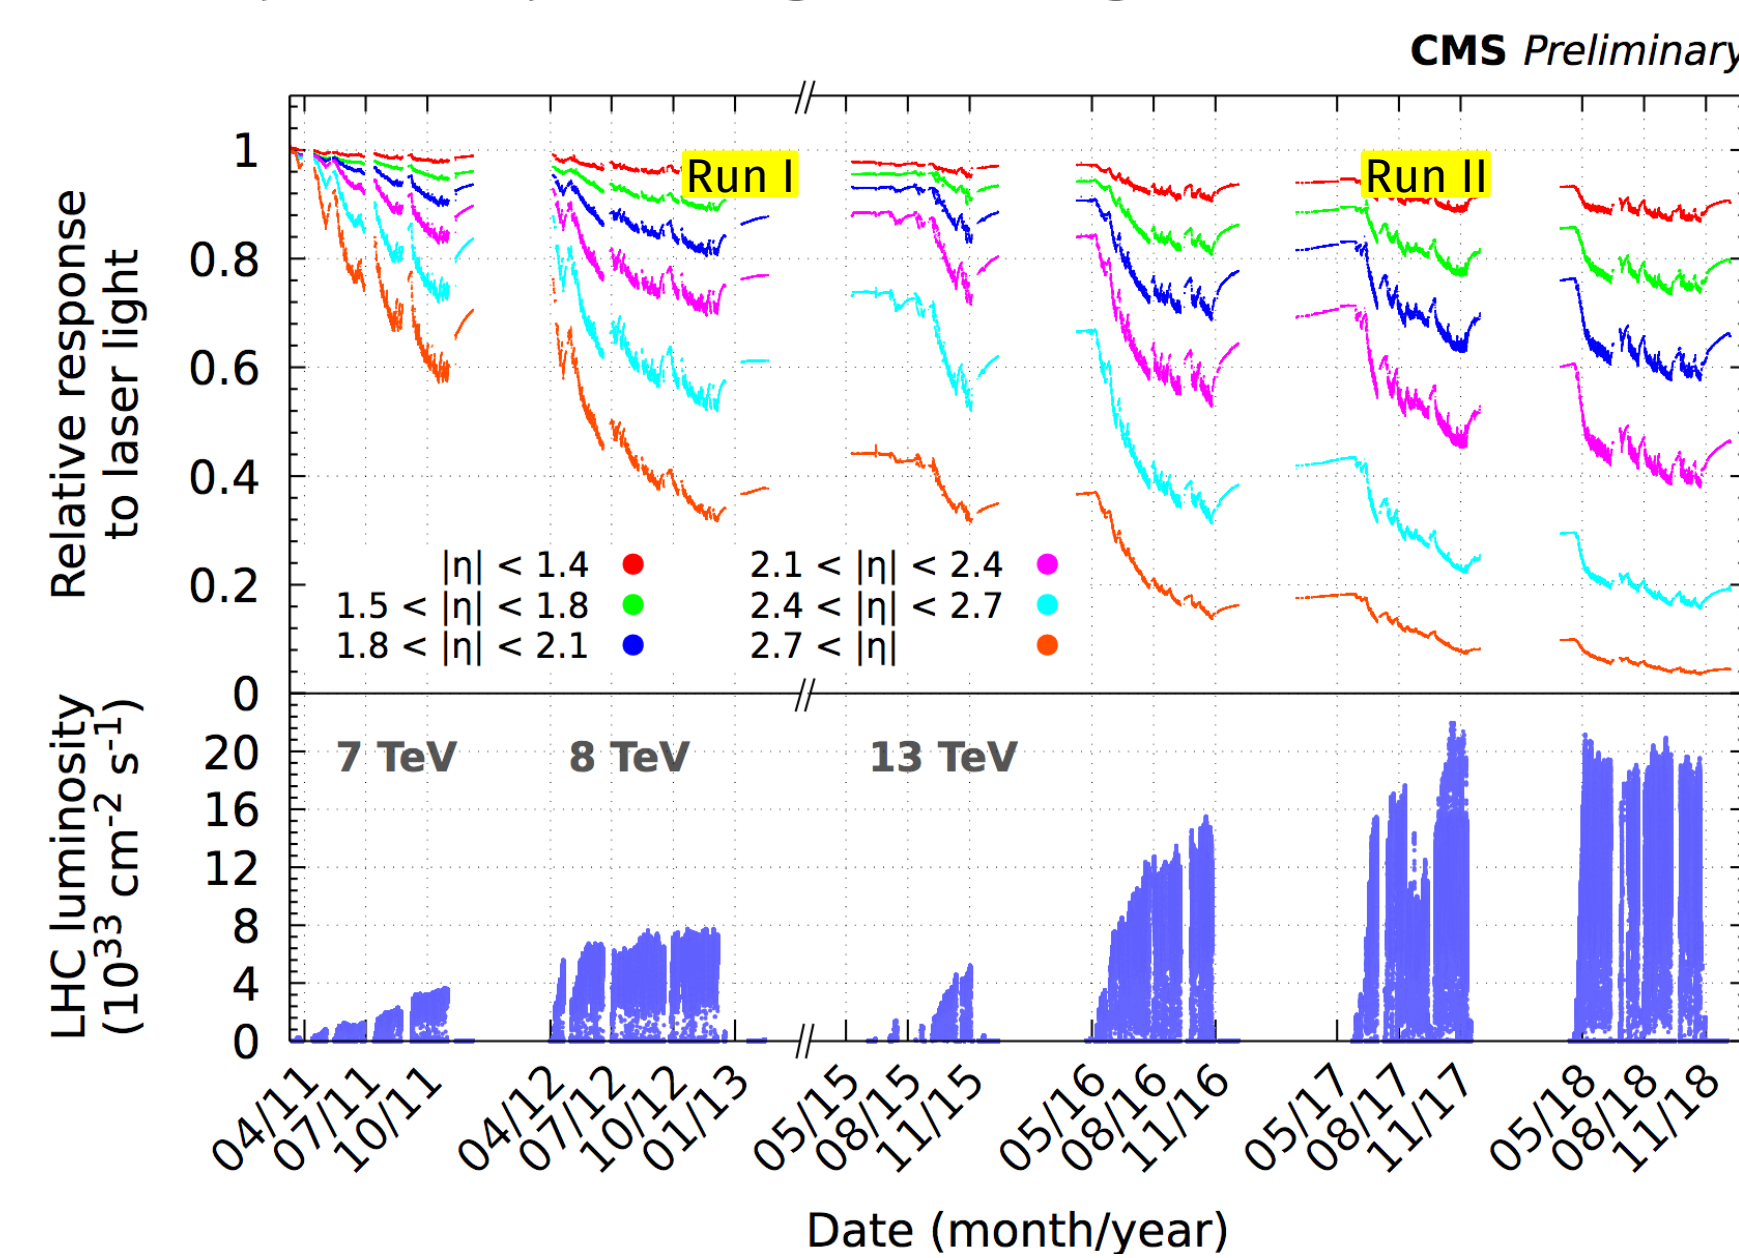 CMS Preliminary
Run I
Run II
Relative response
to laser light
1
0.8
0.6
0.4
0.2
0
|η| < 1.4
1.5 < |η| < 1.8
1.8 < |η| < 2.1
2.1 < |η| < 2.4
2.4 < |η| < 2.7
2.7 < |η|
LHC luminosity
(10³³ cm⁻² s⁻¹)
20
16
12
8
4
0
7 TeV
8 TeV
13 TeV
04/11
07/11
10/11
04/12
07/12
10/12
01/13
05/15
08/15
11/15
05/16
08/16
11/16
05/17
08/17
11/17
05/18
08/18
11/18
Date (month/year)